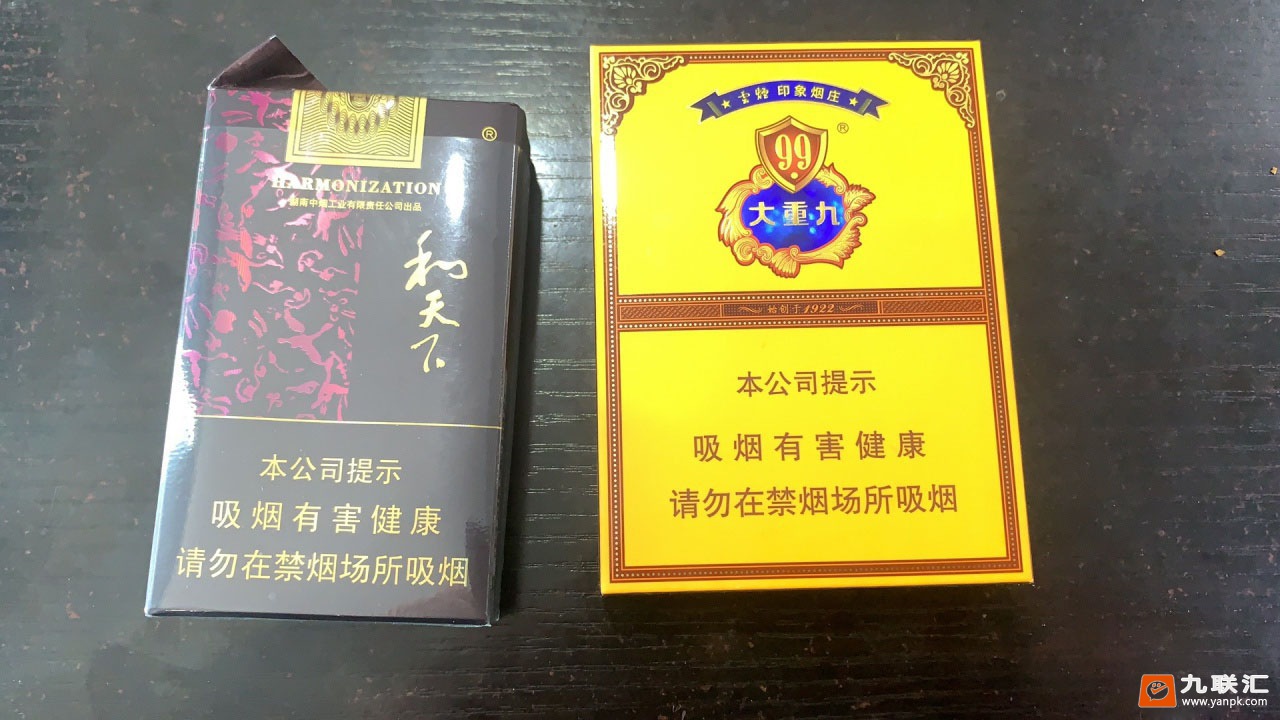 ®
HARMONIZATION
湖南中烟工业有限责任公司出品
和天下
本公司提示
吸烟有害健康
请勿在禁烟场所吸烟
雲烟 印象烟庄
99
®
大重九
始创于1922
本公司提示
吸烟有害健康
请勿在禁烟场所吸烟
九联汇
www.yanpk.com